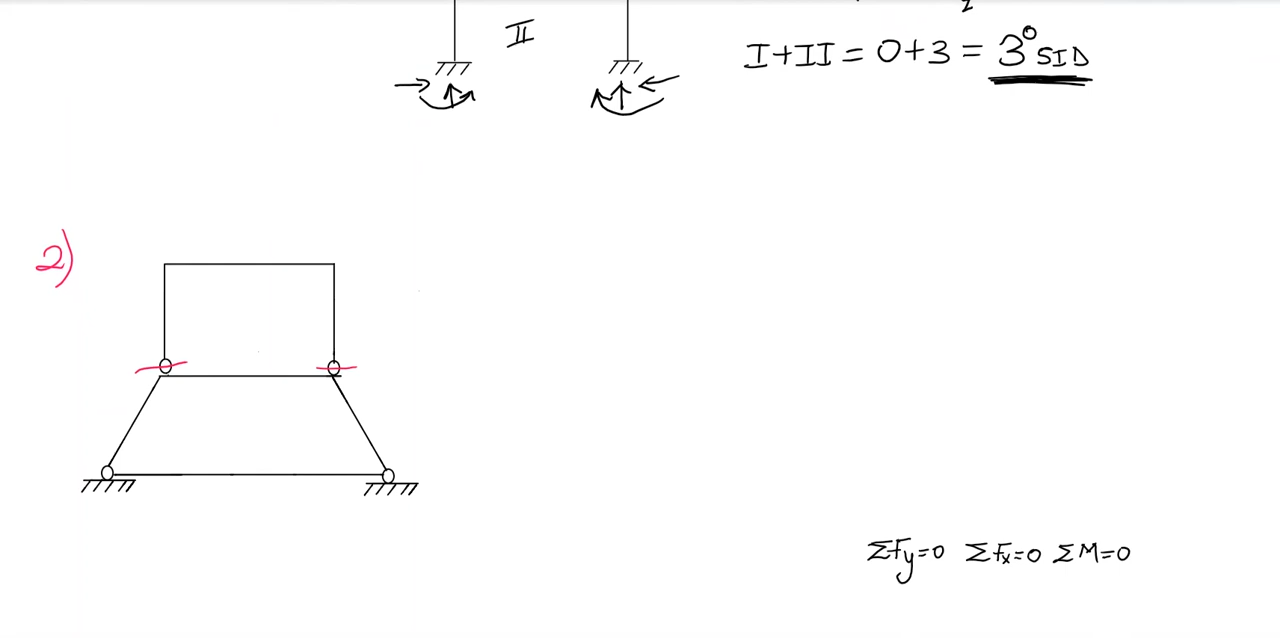 II
I+II = 0+3 = 3° SID
2)
Σfy=0 Σfx=0 ΣM=0